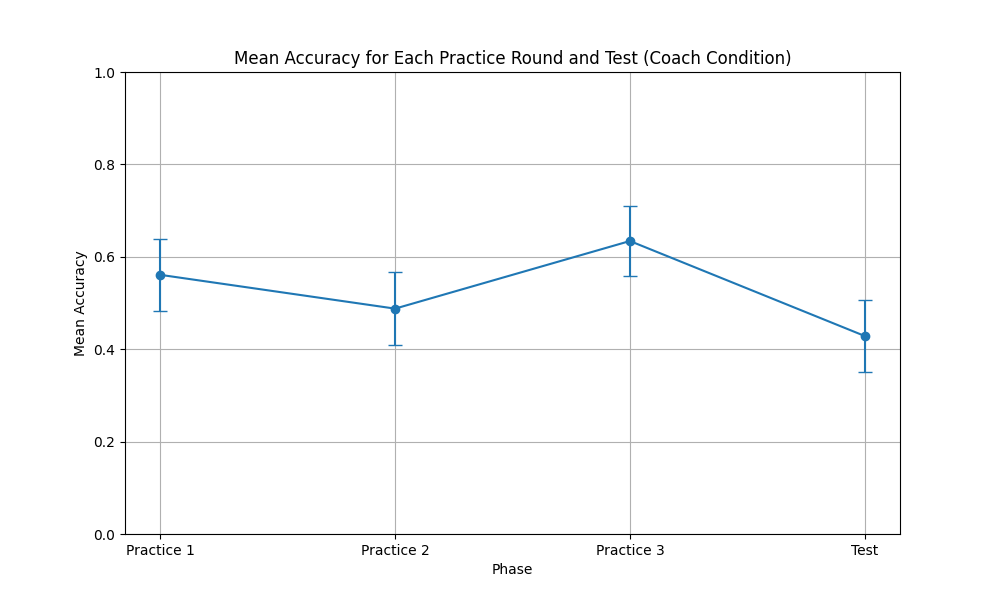 Mean Accuracy for Each Practice Round and Test (Coach Condition)
1.0
0.8
0.6
0.4
0.2
0.0
Mean Accuracy
Practice 1
Practice 2
Practice 3
Test
Phase